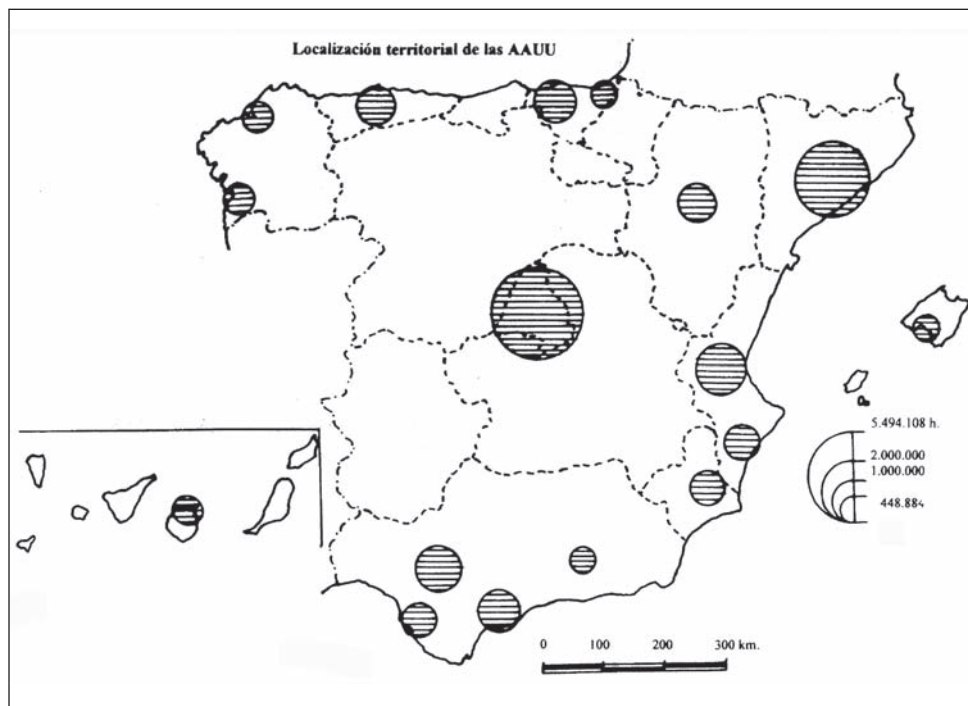 Localización territorial de las AAUU
5.494.108 h.
2.000.000
1.000.000
448.884
0 100 200 300 km.